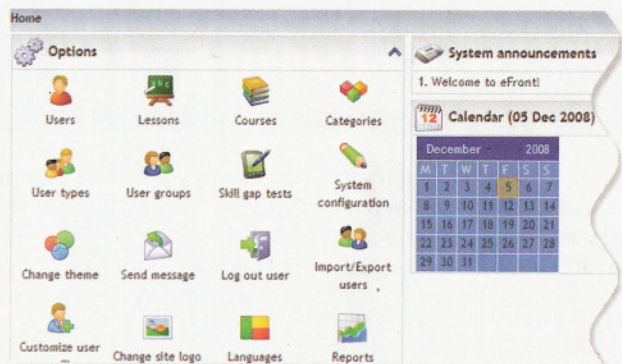 Home
Options
Users
Lessons
Courses
Categories
User types
User groups
Skill gap tests
System
configuration
Change theme
Send message
Log out user
Import/Export
users
Customize user
Change site logo
Languages
Reports
System announcements
1. Welcome to eFront!
Calendar (05 Dec 2008)
December 2008
M T W T F S S
1 2 3 4 5 6 7
8 9 10 11 12 13 14
15 16 17 18 19 20 21
22 23 24 25 26 27 28
29 30 31